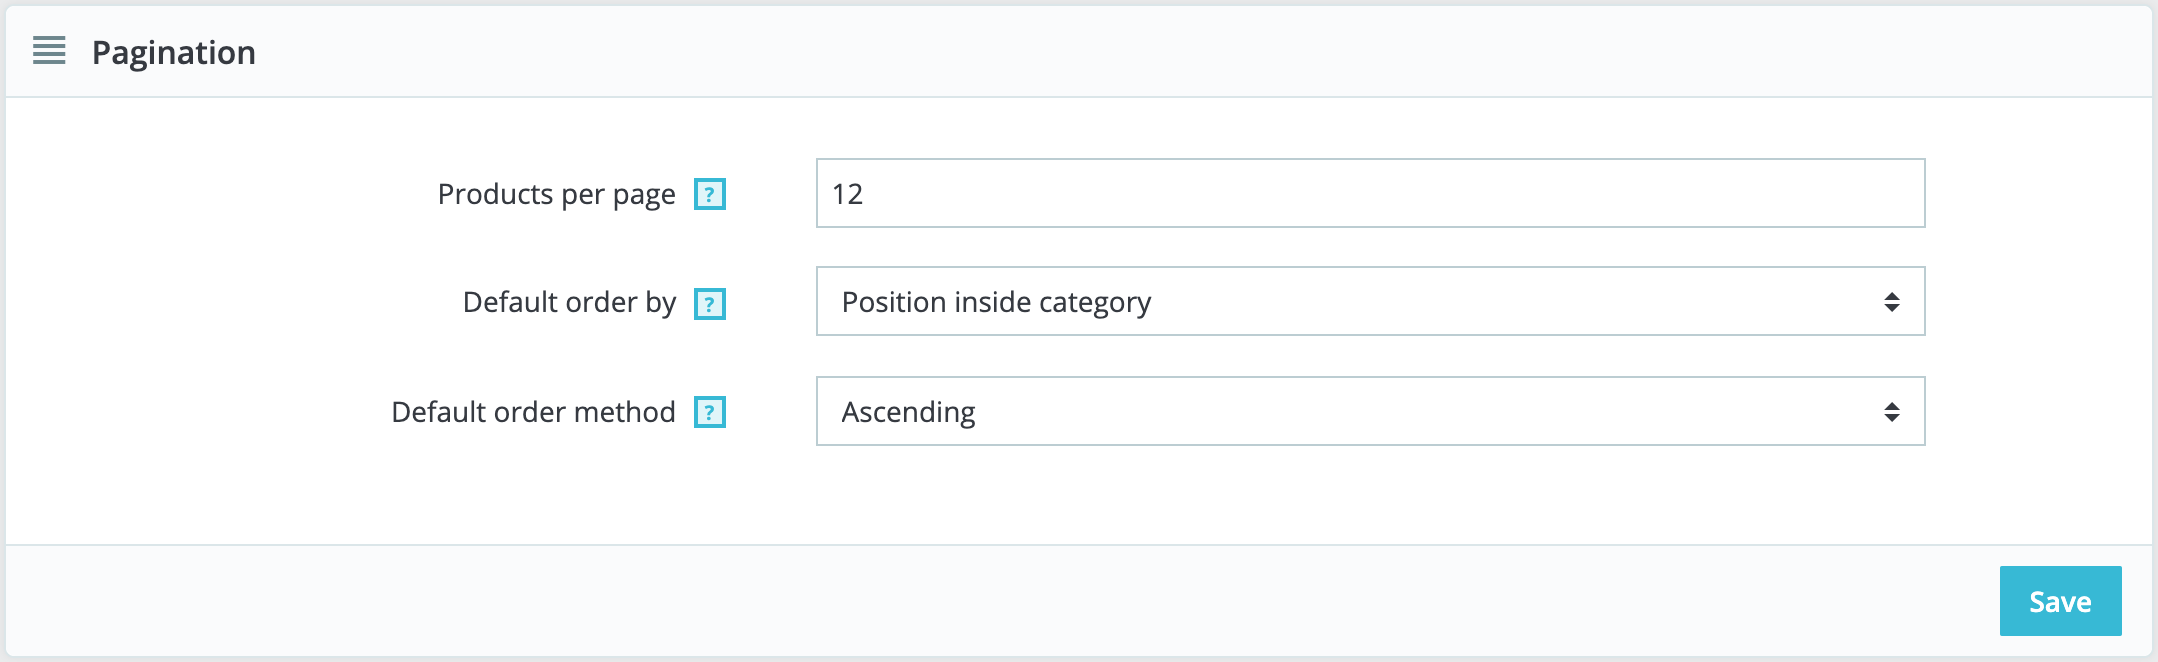 Pagination
Products per page ? 12
Default order by ? Position inside category
Default order method ? Ascending
Save